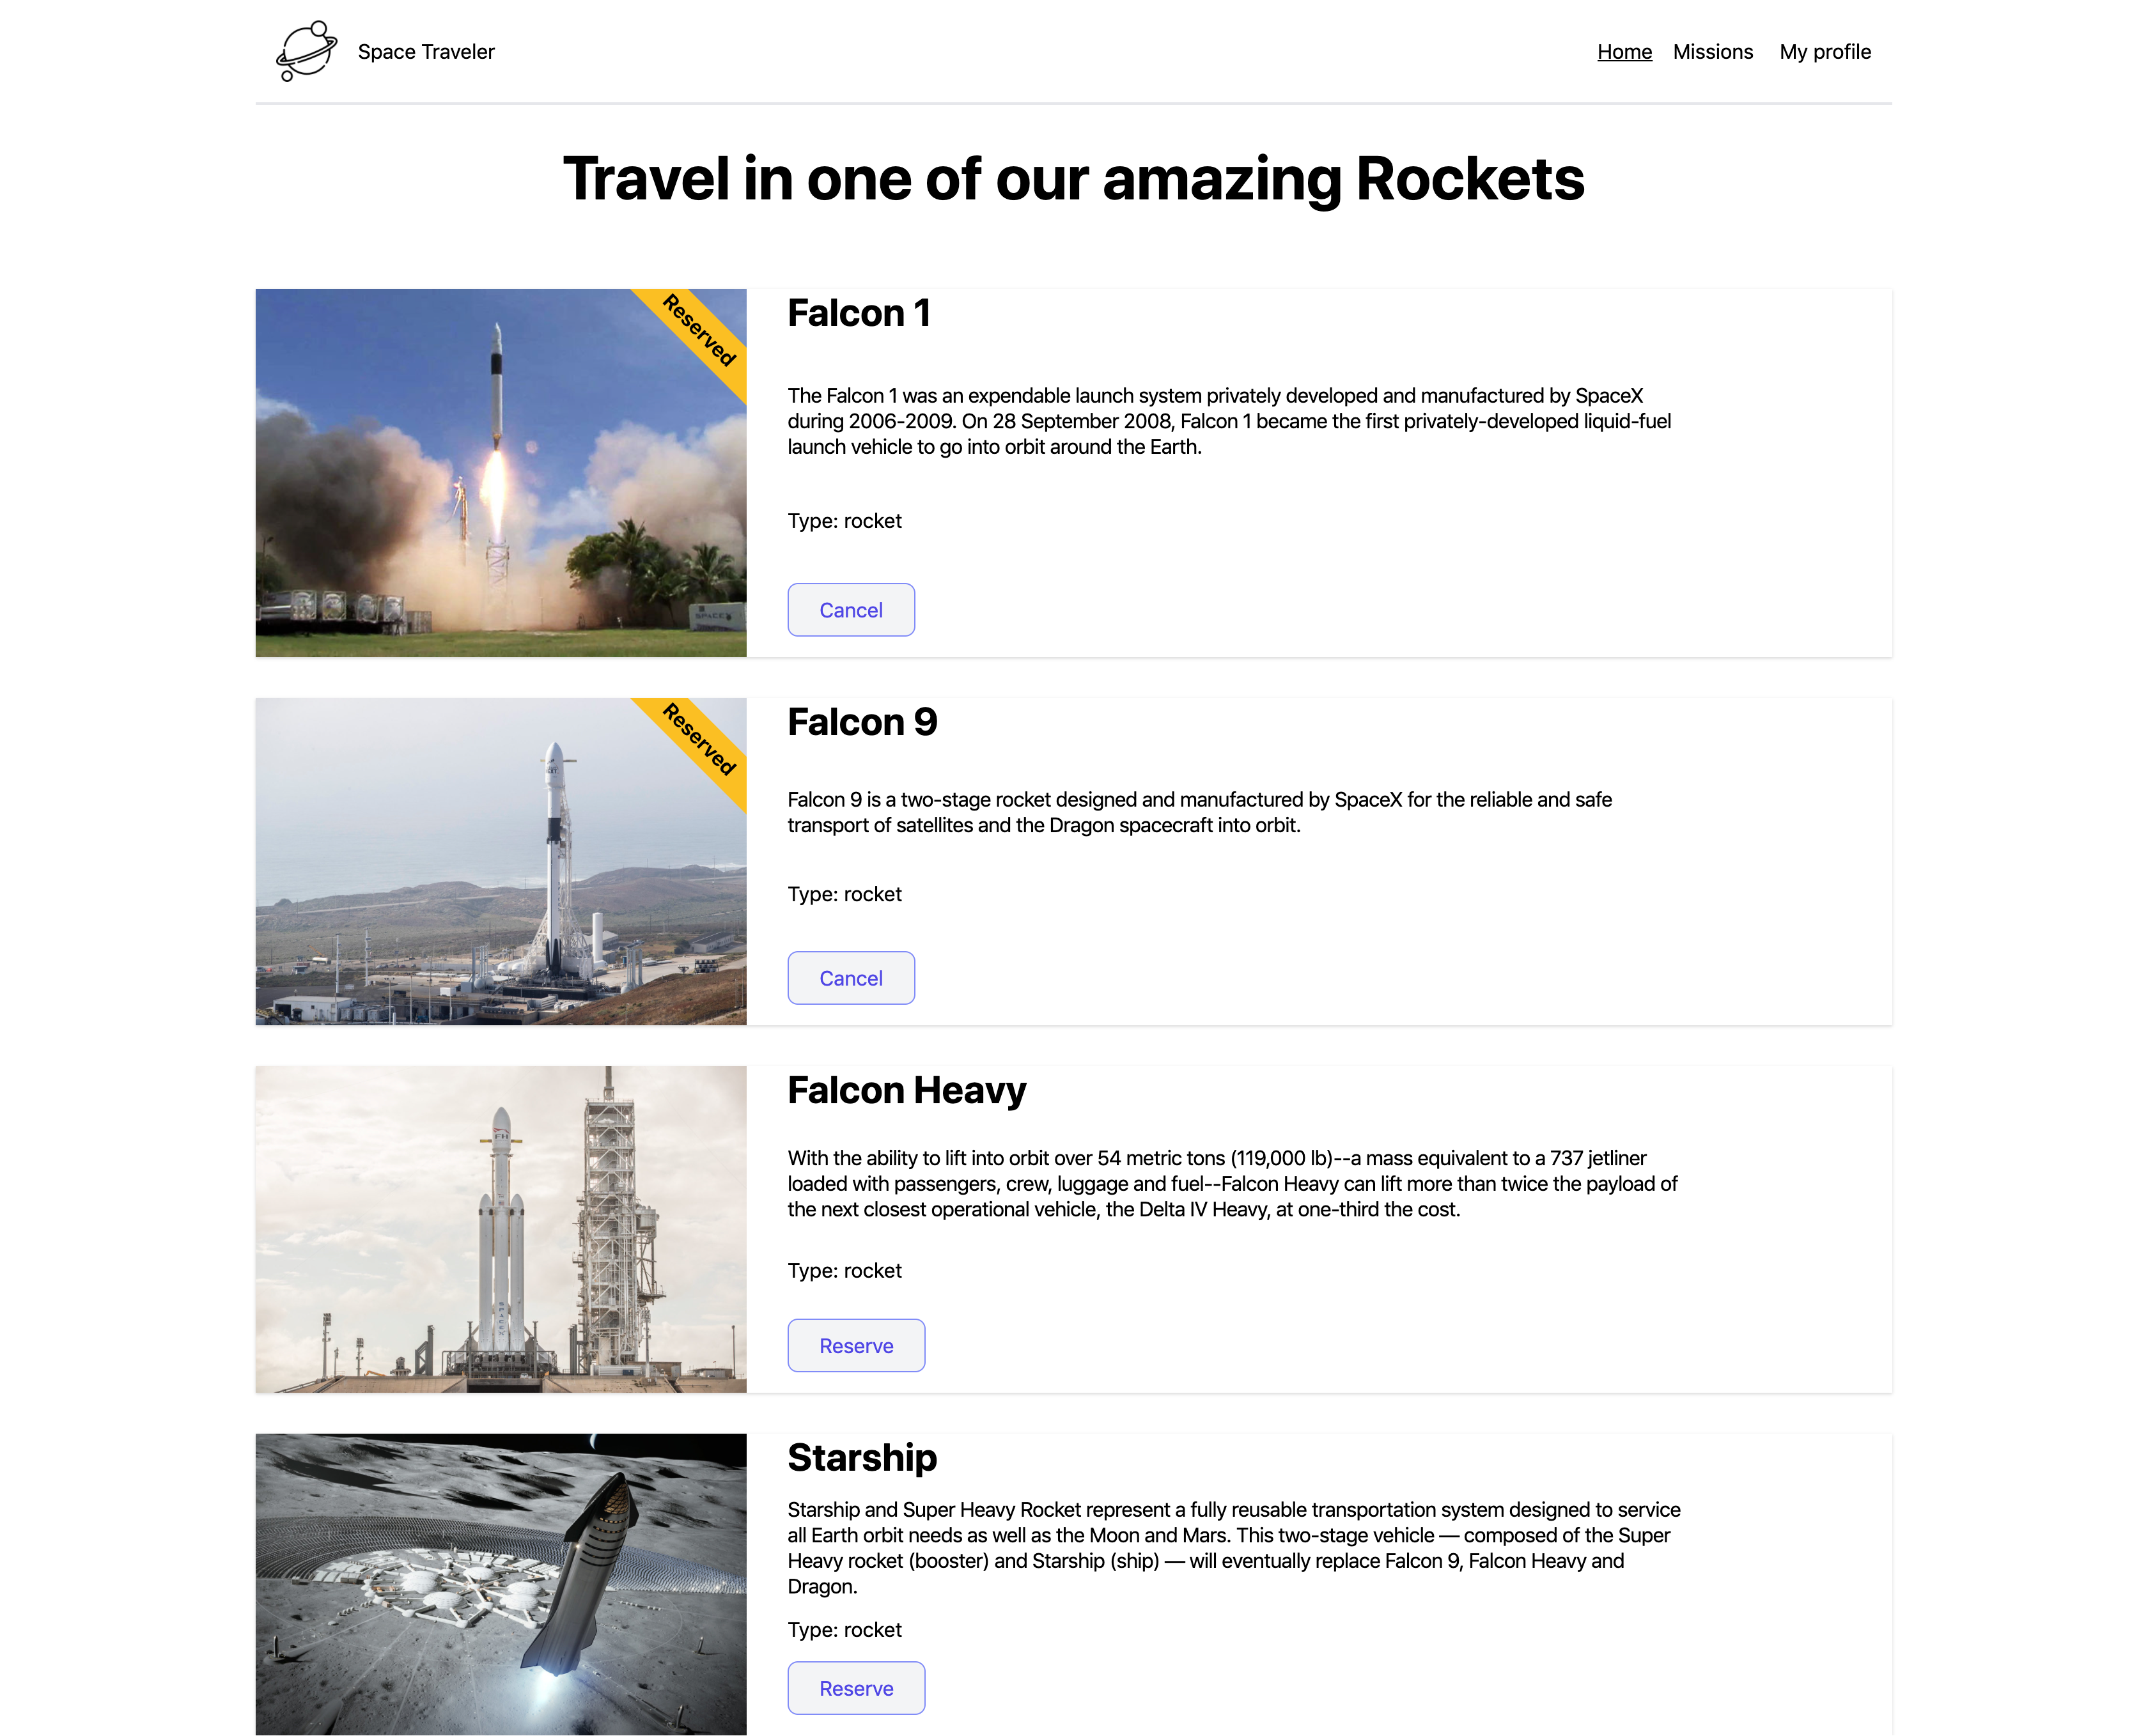 Space Traveler
Home Missions My profile
Travel in one of our amazing Rockets
Reserved
Falcon 1
The Falcon 1 was an expendable launch system privately developed and manufactured by SpaceX
during 2006-2009. On 28 September 2008, Falcon 1 became the first privately-developed liquid-fuel
launch vehicle to go into orbit around the Earth.
Type: rocket
SPACEX
Cancel
Reserved
Falcon 9
Falcon 9 is a two-stage rocket designed and manufactured by SpaceX for the reliable and safe
transport of satellites and the Dragon spacecraft into orbit.
Type: rocket
Cancel
Falcon Heavy
FH
With the ability to lift into orbit over 54 metric tons (119,000 lb)--a mass equivalent to a 737 jetliner
loaded with passengers, crew, luggage and fuel--Falcon Heavy can lift more than twice the payload of
the next closest operational vehicle, the Delta IV Heavy, at one-third the cost.
Type: rocket
SPACEX
Reserve
Starship
Starship and Super Heavy Rocket represent a fully reusable transportation system designed to service
all Earth orbit needs as well as the Moon and Mars. This two-stage vehicle — composed of the Super
Heavy rocket (booster) and Starship (ship) — will eventually replace Falcon 9, Falcon Heavy and
Dragon.
Type: rocket
Reserve